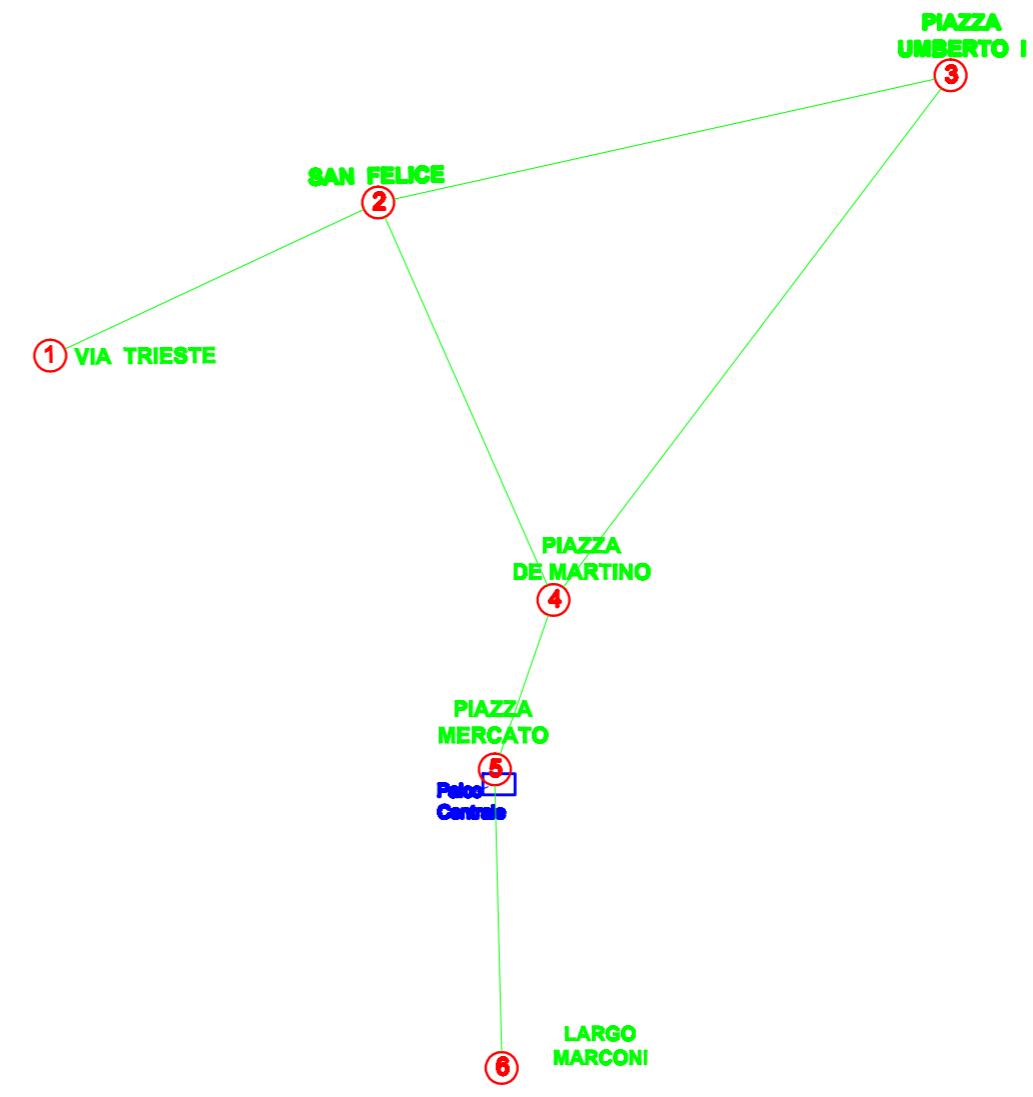 PIAZZA
UMBERTO I
3
SAN FELICE
2
1 VIA TRIESTE
PIAZZA
DE MARTINO
4
PIAZZA
MERCATO
5
Palco
Centrale
LARGO
MARCONI
6